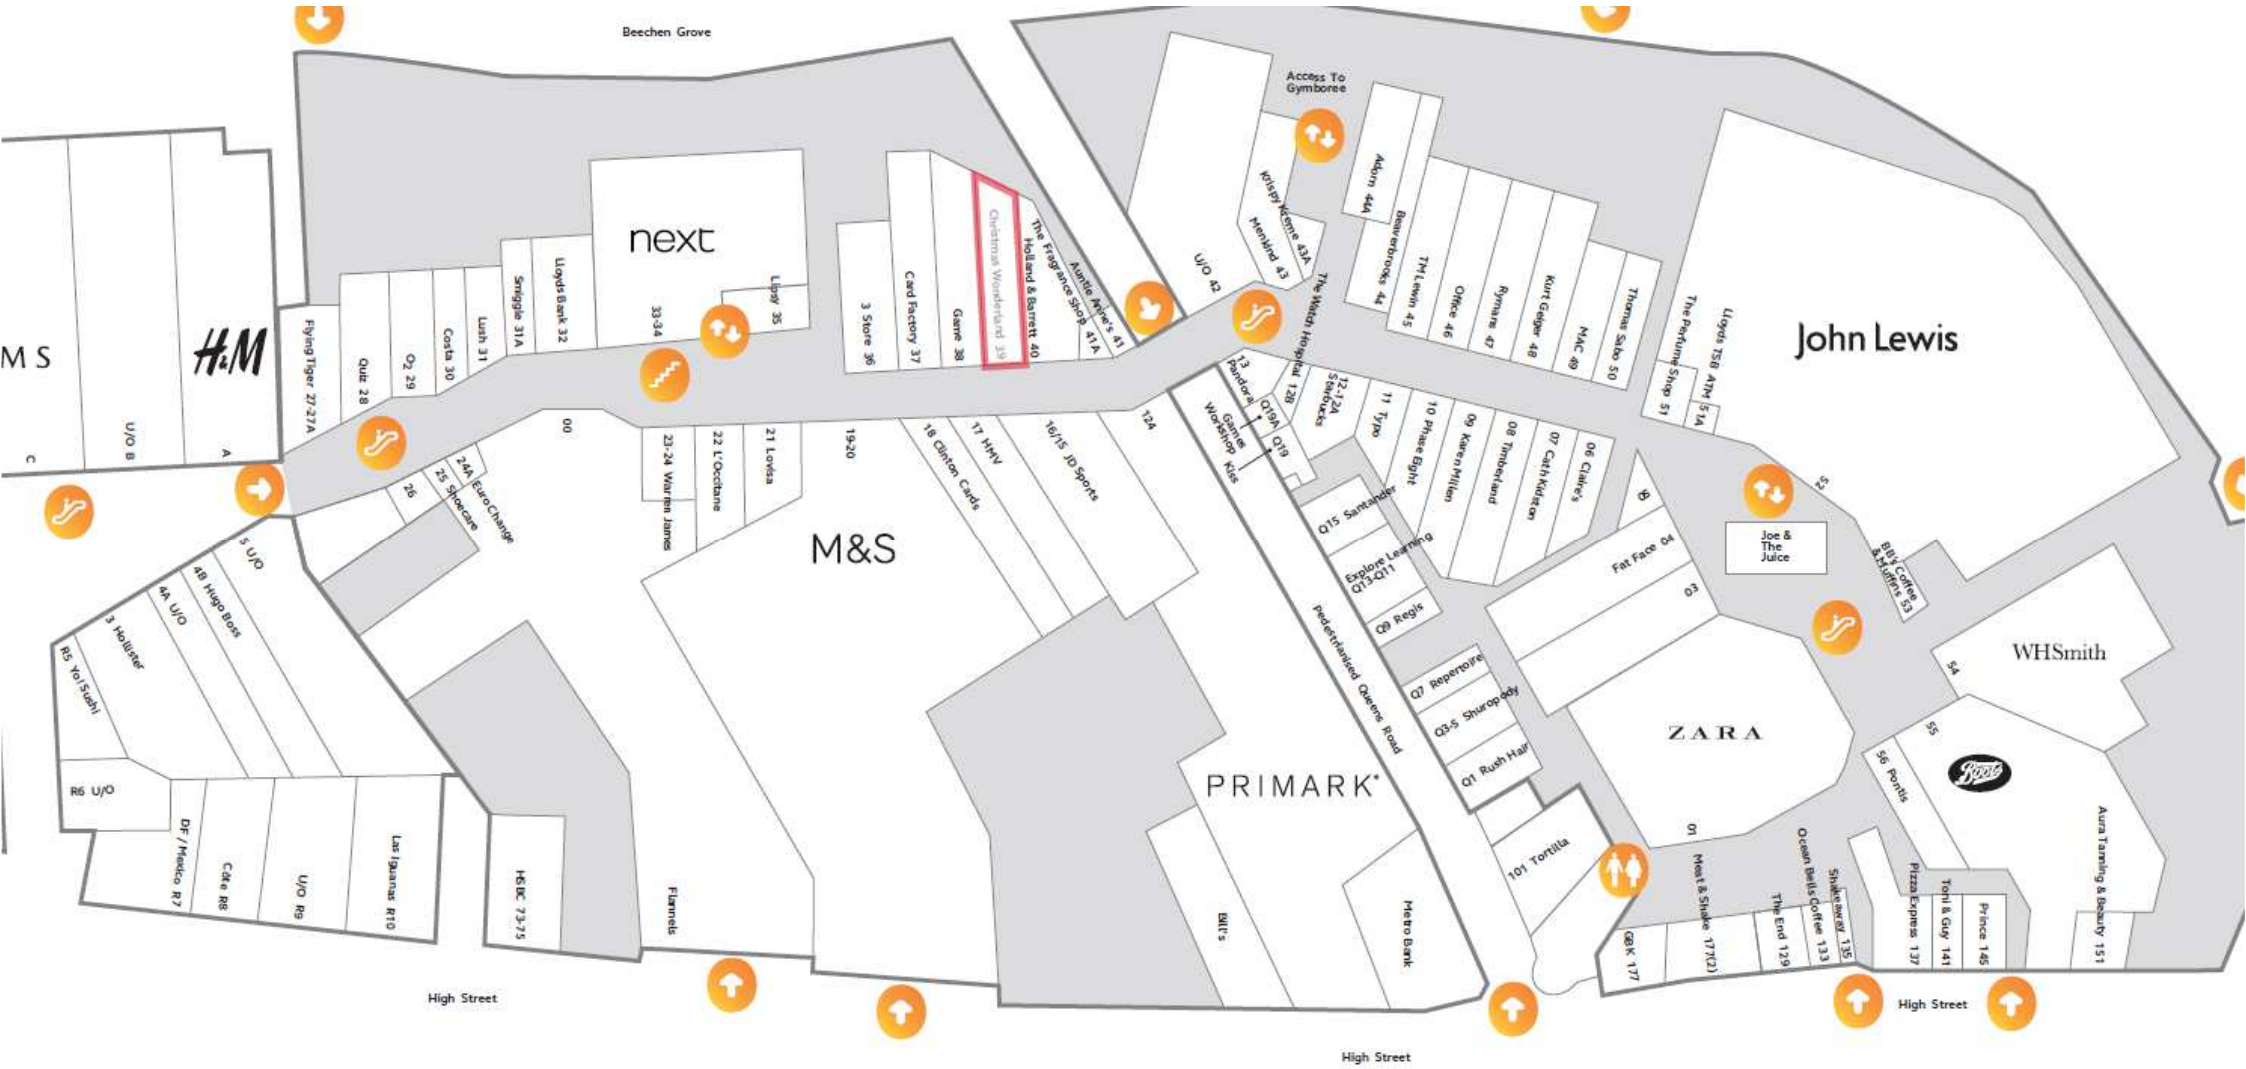 Beechen Grove
Access To
Gymboree
M S
C
U/O B
H&M
A
Flying Tiger 27-27A
Quiz 28
O2 29
Costa 30
Lush 31
Smiggle 31A
Lloyds Bank 32
next
33-34
Lipsy 35
3 Store 36
Card Factory 37
Game 38
Christmas Wonderland 39
Holland & Barrett 40
The Fragrance Shop 41A
Auntie Anne's 41
U/O 42
Menkind 43
Krispy Kreme 43A
Adorn 44A
Beaverbrooks 44
TM Lewin 45
Office 46
Rymans 47
Kurt Geiger 48
MAC 49
Thomas Sabo 50
The Perfume Shop 51
Lloyds TSB ATM 51A
John Lewis
52
Joe &
The
Juice
BB's Coffee
& Muffins 53
WHSmith
54
55
Boots
56 Pontis
26
25 Shoecare
24A EuroChange
00
23-24 Warren James
22 L'Occitane
21 Lovisa
19-20
M&S
18 Clinton Cards
17 HMV
16/15 JD Sports
124
13
Pandora
Q19A
Games
Workshop
Q19
Kiss
The Watch Hospital 12B
12-12A
Starbucks
11 Typo
10 Phase Eight
09 Karen Millen
08 Timberland
07 Cath Kidston
06 Claire's
05
Fat Face 04
03
ZARA
01
Q15 Santander
Explore Learning
Q13-Q11
Q9 Regis
Q7 Repertoire
Q3-5 Shuropody
Q1 Rush Hair
Pedestrianised Queens Road
PRIMARK
Bill's
Metro Bank
101 Tortilla
5 U/O
4B Hugo Boss
4A U/O
3 Hollister
R5 Yo! Sushi
R6 U/O
DF / Mexico R7
Côte R8
U/O R9
Las Iguanas R10
HSBC 73-75
Flannels
GBK 177
Meat & Shake 177(2)
The End 129
Ocean Bells Coffee 133
Shakeaway 135
Pizza Express 137
Toni & Guy 141
Prince 145
Aura Tanning & Beauty 151
High Street
High Street
High Street